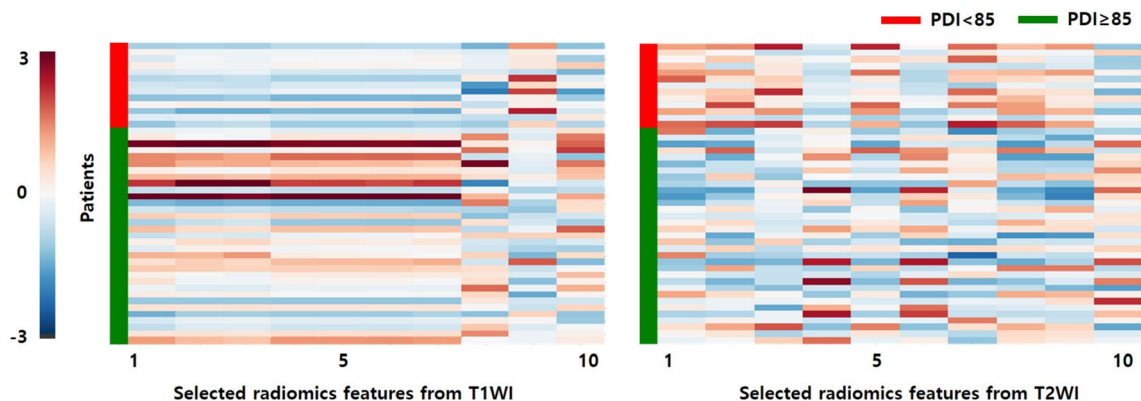 PDI<85 PDI≥85
3
0
-3
Patients
1 5 10
1 5 10
Selected radiomics features from T1WI
Selected radiomics features from T2WI